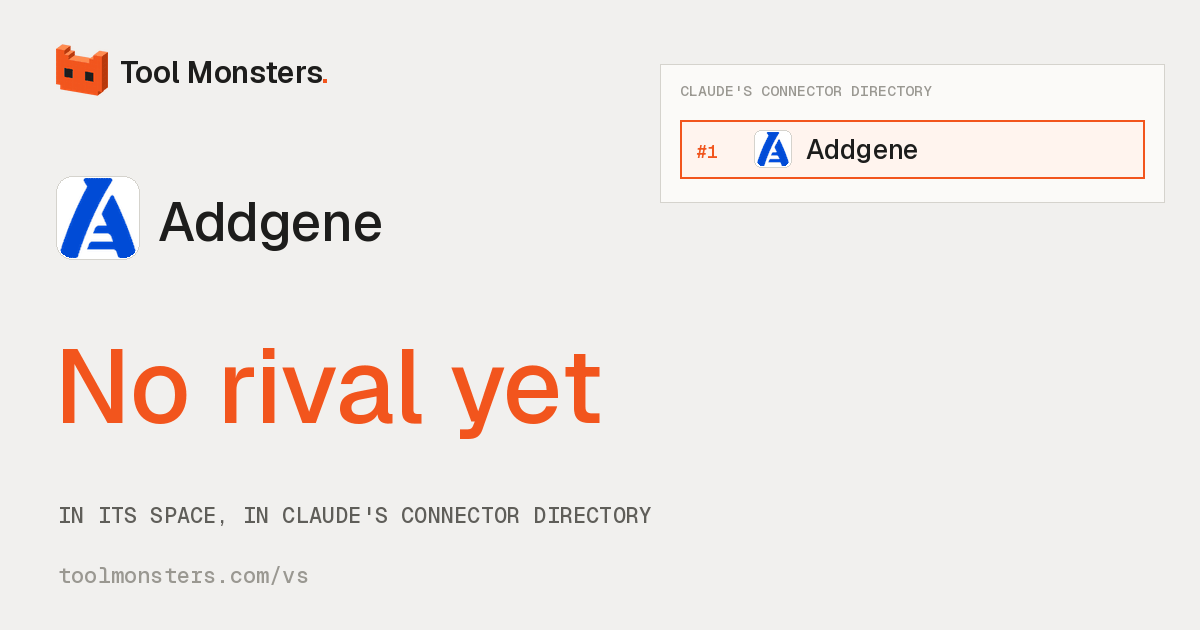 Tool Monsters.
CLAUDE'S CONNECTOR DIRECTORY
#1 Addgene
Addgene
No rival yet
IN ITS SPACE, IN CLAUDE'S CONNECTOR DIRECTORY
toolmonsters.com/vs